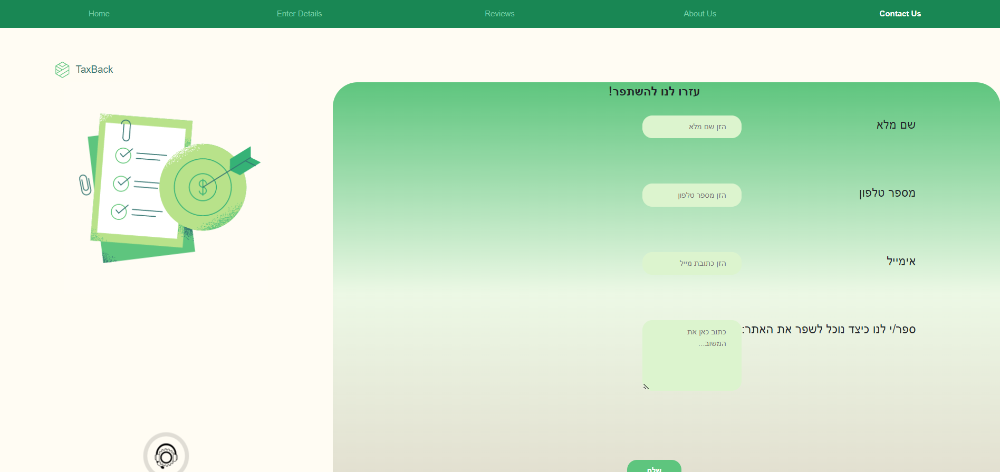 Home
Enter Details
Reviews
About Us
Contact Us
TaxBack
עזרו לנו להשתפר!
שם מלא
הזן שם מלא
מספר טלפון
הזן מספר טלפון
אימייל
הזן כתובת מייל
ספר/י לנו כיצד נוכל לשפר את האתר:
כתוב כאן את
המשוב...
שלח